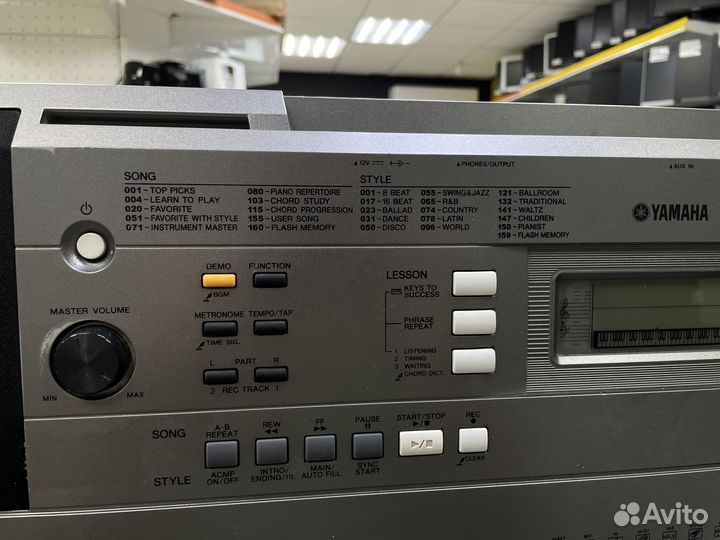 ▲12V ▲PHONES/OUTPUT ▲AUX IN
SONG STYLE
001- TOP PICKS 080- PIANO REPERTOIRE 001- 8 BEAT 055- SWING&JAZZ 121- BALLROOM
004- LEARN TO PLAY 103- CHORD STUDY 017- 16 BEAT 065- R&B 132- TRADITIONAL
020- FAVORITE 115- CHORD PROGRESSION 023- BALLAD 074- COUNTRY 141- WALTZ
051- FAVORITE WITH STYLE 155- USER SONG 031- DANCE 078- LATIN 147- CHILDREN
071- INSTRUMENT MASTER 160- FLASH MEMORY 050- DISCO 096- WORLD 150- PIANIST
159- FLASH MEMORY
YAMAHA
DEMO FUNCTION LESSON
BGM
KEYS TO SUCCESS
MASTER VOLUME METRONOME TEMPO/TAP
TIME SIG.
PHRASE REPEAT
L PART R
2 REC TRACK 1
1 LISTENING
2 TIMING
3 WAITING
CHORD DICT.
MIN MAX
SONG A-B REPEAT REW ◀◀ FF ▶▶ PAUSE ⏸ START/STOP ▶/■ REC ●
▶/■
STYLE ACMP ON/OFF INTRO/ENDING/rit. MAIN/AUTO FILL SYNC START CLEAR
Avito